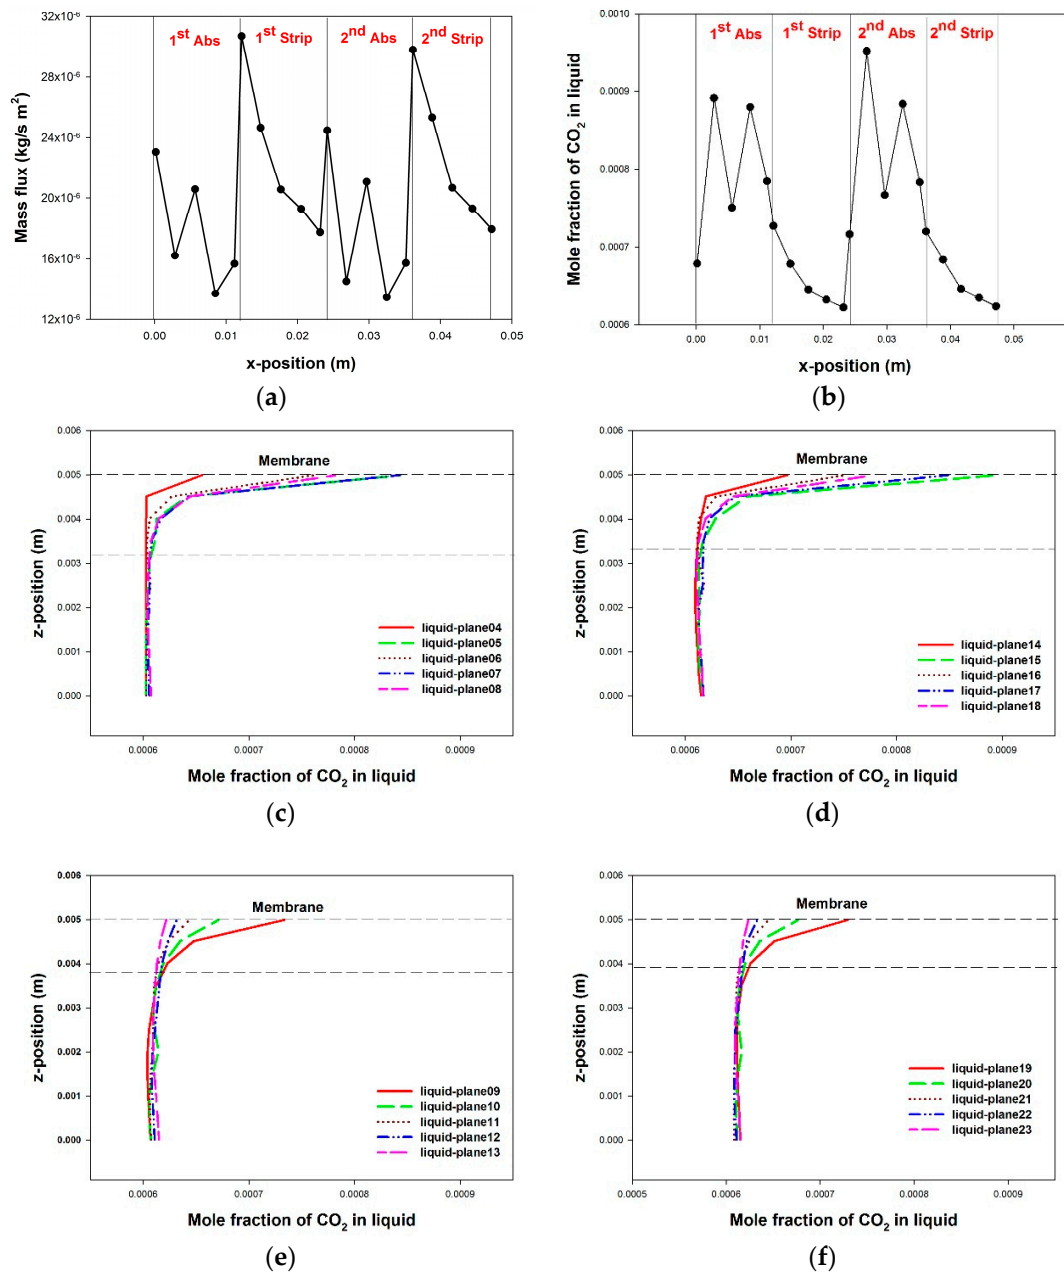 32x10⁻⁶
28x10⁻⁶
24x10⁻⁶
20x10⁻⁶
16x10⁻⁶
12x10⁻⁶
Mass flux (kg/s m²)
1st Abs
1st Strip
2nd Abs
2nd Strip
0.00 0.01 0.02 0.03 0.04 0.05
x-position (m)
(a)
0.0010
0.0009
0.0008
0.0007
0.0006
Mole fraction of CO₂ in liquid
1st Abs
1st Strip
2nd Abs
2nd Strip
0.00 0.01 0.02 0.03 0.04 0.05
x-position (m)
(b)
0.006
0.005
0.004
0.003
0.002
0.001
0.000
z-position (m)
Membrane
liquid-plane04
liquid-plane05
liquid-plane06
liquid-plane07
liquid-plane08
0.0006 0.0007 0.0008 0.0009
Mole fraction of CO₂ in liquid
(c)
0.006
0.005
0.004
0.003
0.002
0.001
0.000
z-position (m)
Membrane
liquid-plane14
liquid-plane15
liquid-plane16
liquid-plane17
liquid-plane18
0.0006 0.0007 0.0008 0.0009
Mole fraction of CO₂ in liquid
(d)
0.006
0.005
0.004
0.003
0.002
0.001
0.000
z-position (m)
Membrane
liquid-plane09
liquid-plane10
liquid-plane11
liquid-plane12
liquid-plane13
0.0006 0.0007 0.0008 0.0009
Mole fraction of CO₂ in liquid
(e)
0.006
0.005
0.004
0.003
0.002
0.001
0.000
z-position (m)
Membrane
liquid-plane19
liquid-plane20
liquid-plane21
liquid-plane22
liquid-plane23
0.0005 0.0006 0.0007 0.0008 0.0009
Mole fraction of CO₂ in liquid
(f)